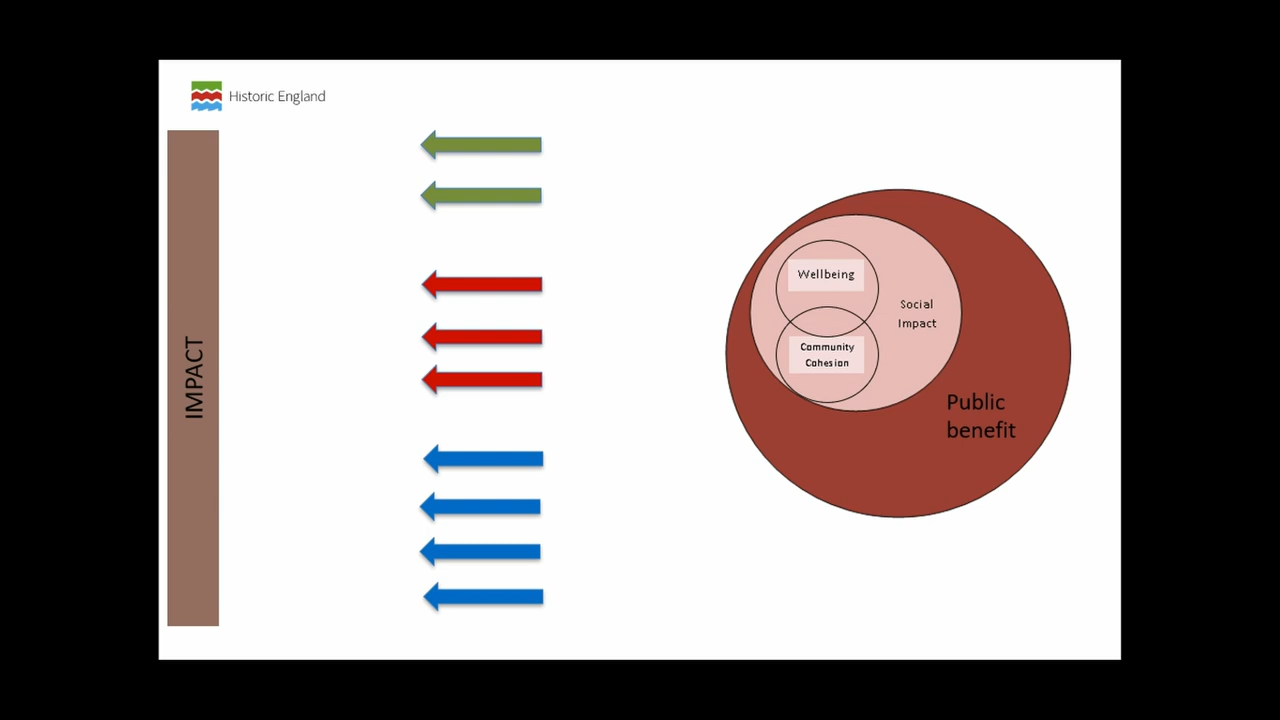 Historic England
IMPACT
Wellbeing
Social
Impact
Community
Cohesion
Public
benefit